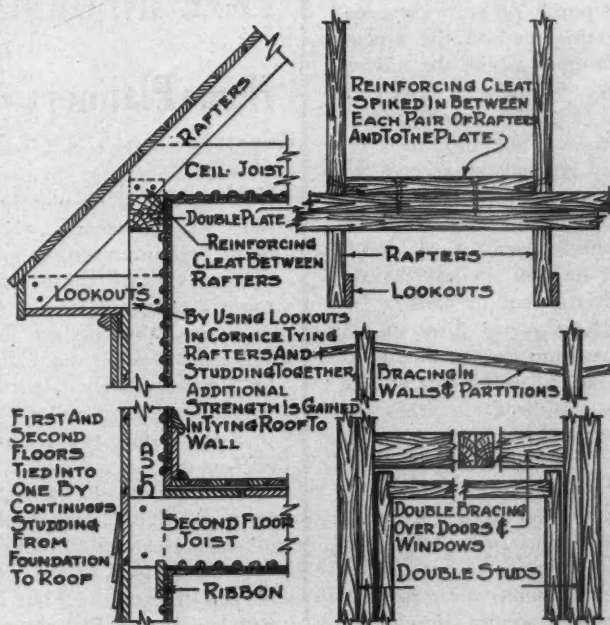 RAFTERS
CEIL- JOIST
DOUBLE PLATE
REINFORCING
CLEAT BETWEEN
RAFTERS
LOOKOUTS
BY USING LOOKOUTS
IN CORNICE TYING
RAFTERS AND
STUDDING TOGETHER
ADDITIONAL
STRENGTH IS GAINED
IN TYING ROOF TO
WALL
FIRST AND
SECOND
FLOORS
TIED INTO
ONE BY
CONTINUOUS
STUDDING
FROM
FOUNDATION
TO ROOF
STUD
SECOND FLOOR
JOIST
RIBBON
REINFORCING CLEAT
SPIKED IN BETWEEN
EACH PAIR OF RAFTERS
AND TO THE PLATE
RAFTERS
LOOKOUTS
BRACING IN
WALLS & PARTITIONS
DOUBLE BRACING
OVER DOORS &
WINDOWS
DOUBLE STUDS